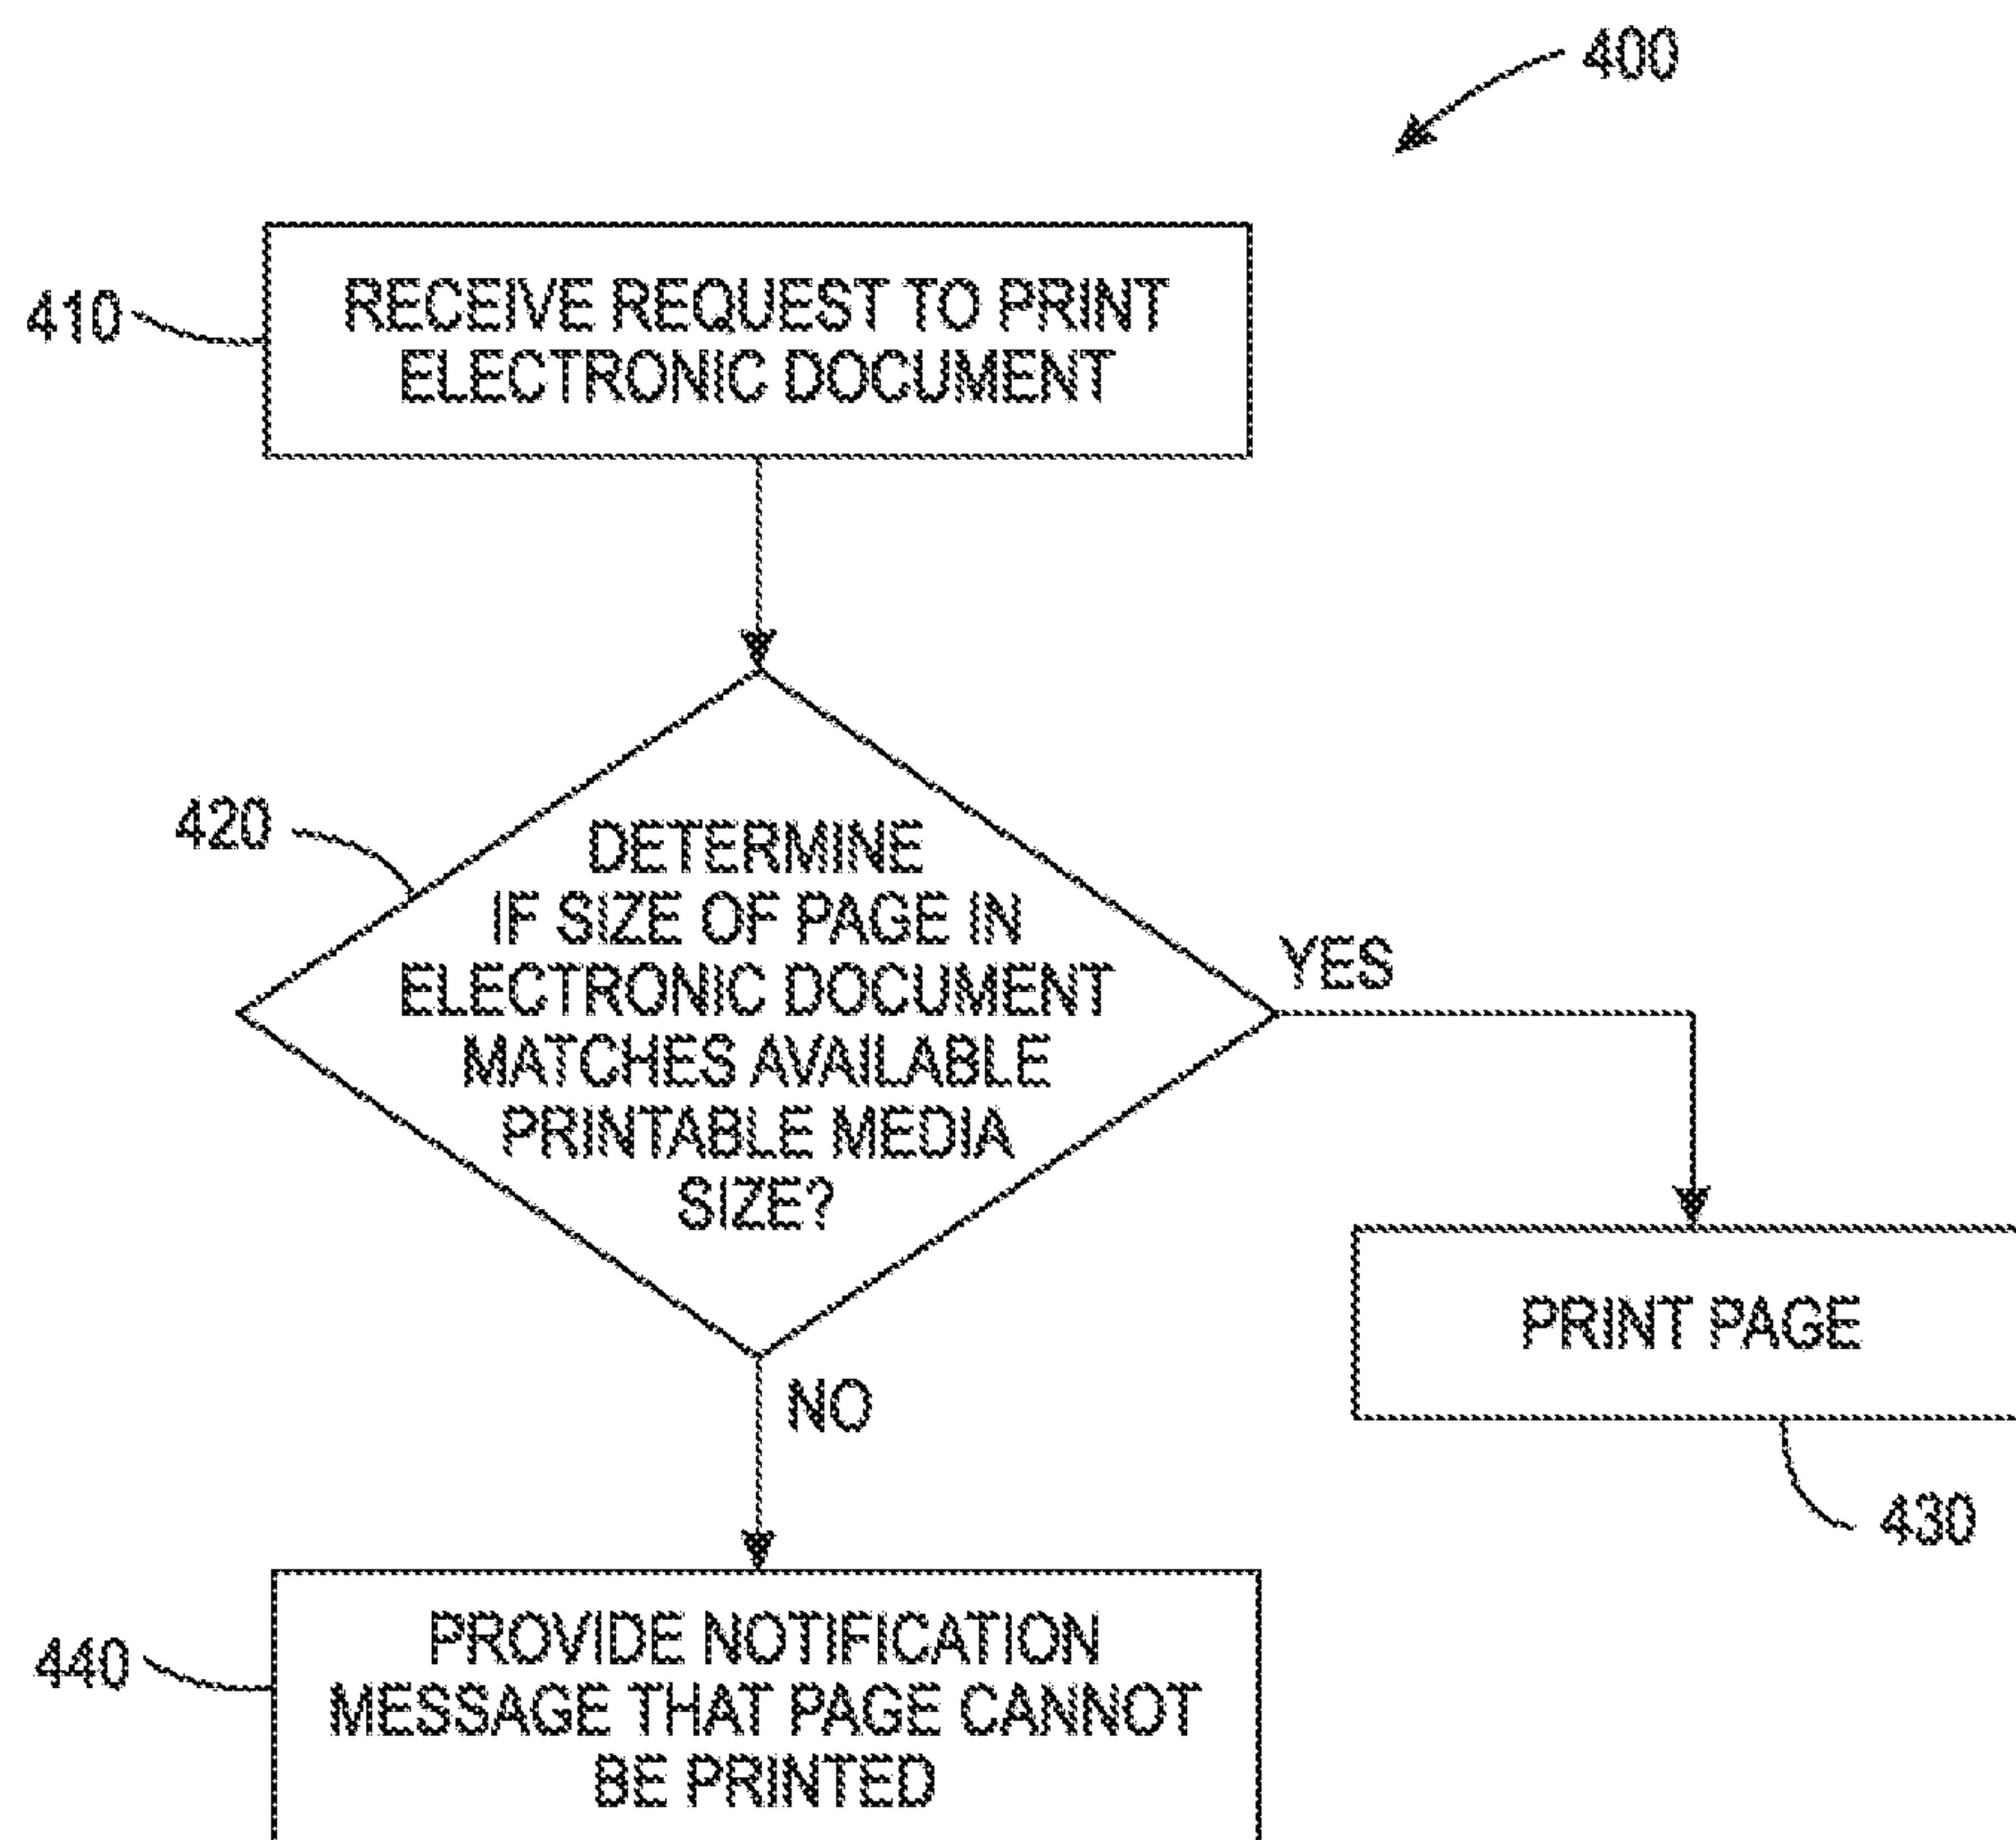 400
410
RECEIVE REQUEST TO PRINT
ELECTRONIC DOCUMENT
420
DETERMINE
IF SIZE OF PAGE IN
ELECTRONIC DOCUMENT
MATCHES AVAILABLE
PRINTABLE MEDIA
SIZE?
YES
NO
PRINT PAGE
430
440
PROVIDE NOTIFICATION
MESSAGE THAT PAGE CANNOT
BE PRINTED